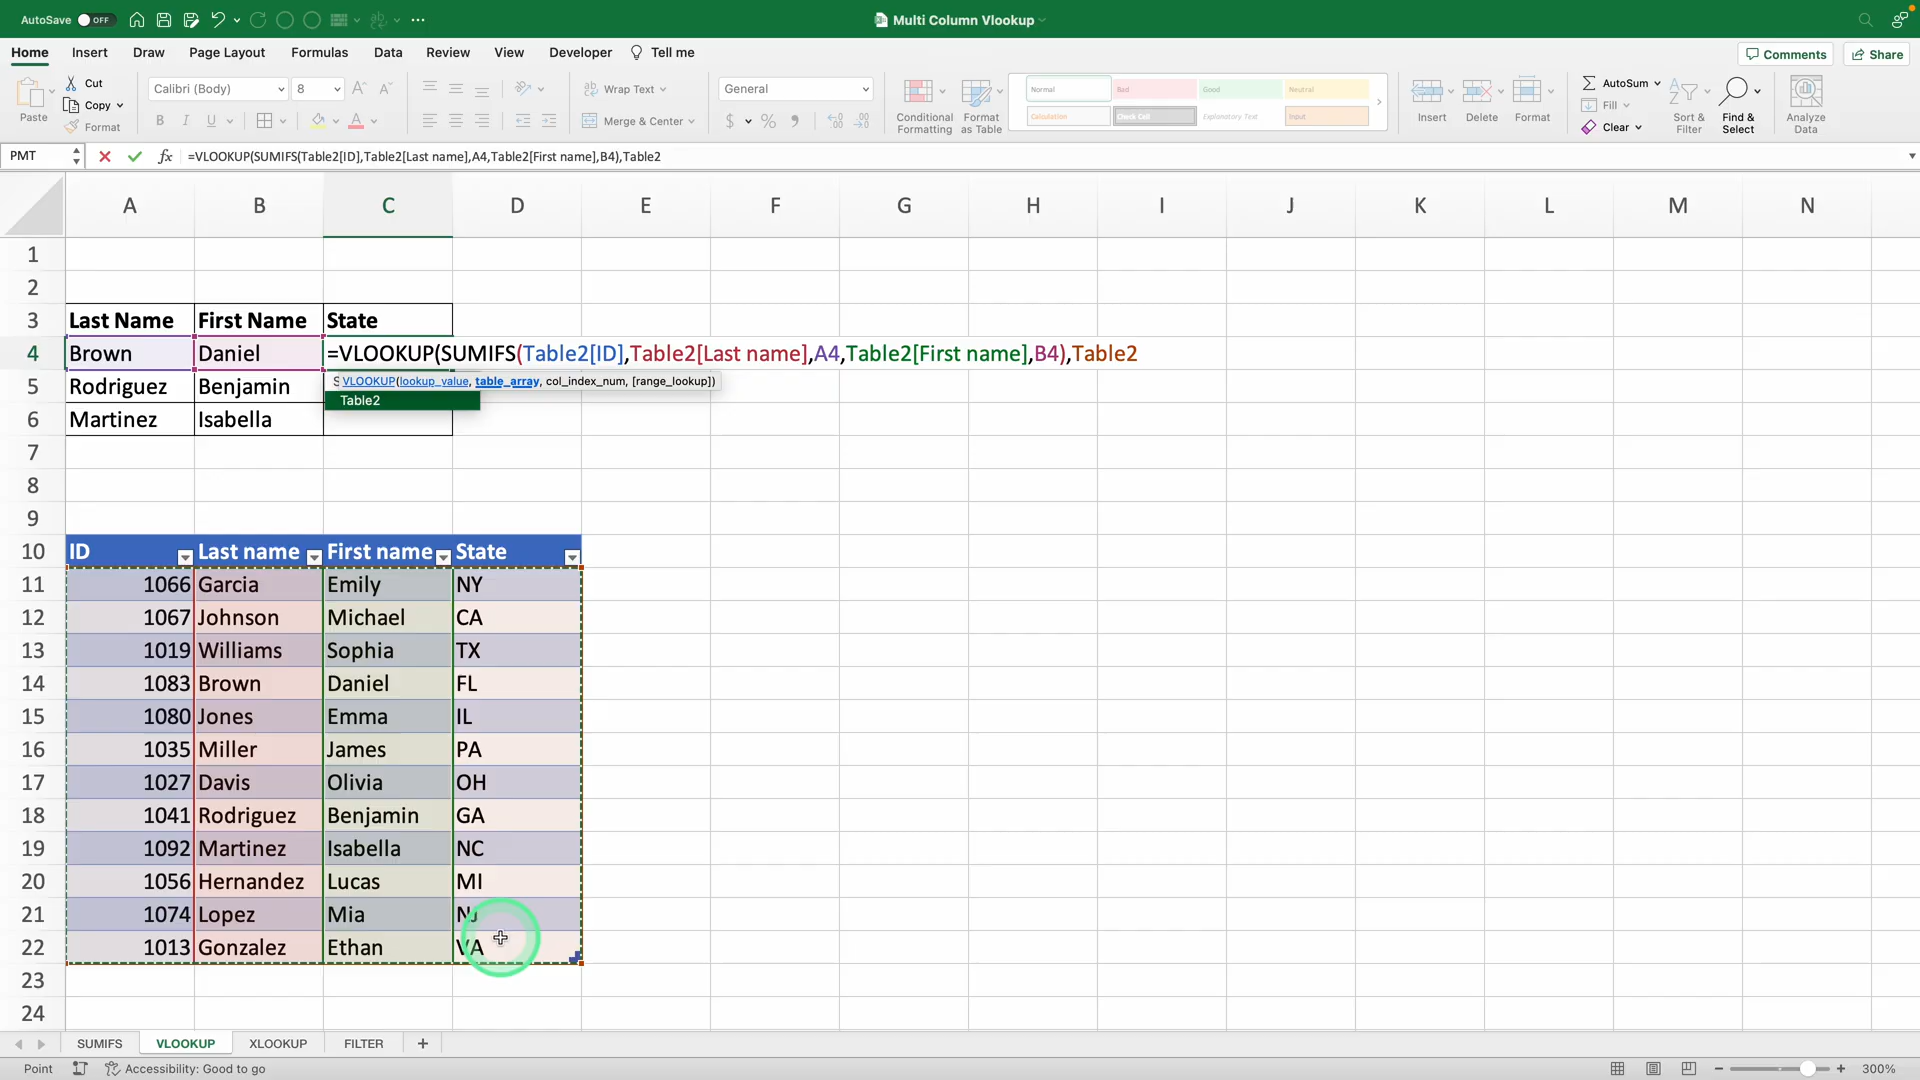 AutoSave OFF Multi Column Vlookup
Home Insert Draw Page Layout Formulas Data Review View Developer Tell me Comments Share
Paste Cut Copy Format Calibri (Body) 8 Wrap Text Merge & Center General Conditional Formatting Format as Table Normal Bad Good Neutral Calculation Check Cell Explanatory Text Input Insert Delete Format AutoSum Fill Clear Sort & Filter Find & Select Analyze Data
PMT fx =VLOOKUP(SUMIFS(Table2[ID],Table2[Last name],A4,Table2[First name],B4),Table2
A B C D E F G H I J K L M N
1
2
3 Last Name First Name State
4 Brown Daniel =VLOOKUP(SUMIFS(Table2[ID],Table2[Last name],A4,Table2[First name],B4),Table2
5 Rodriguez Benjamin VLOOKUP(lookup_value, table_array, col_index_num, [range_lookup])
Table2
6 Martinez Isabella
7
8
9
10 ID Last name First name State
11 1066 Garcia Emily NY
12 1067 Johnson Michael CA
13 1019 Williams Sophia TX
14 1083 Brown Daniel FL
15 1080 Jones Emma IL
16 1035 Miller James PA
17 1027 Davis Olivia OH
18 1041 Rodriguez Benjamin GA
19 1092 Martinez Isabella NC
20 1056 Hernandez Lucas MI
21 1074 Lopez Mia NJ
22 1013 Gonzalez Ethan VA
23
24
SUMIFS VLOOKUP XLOOKUP FILTER +
Point Accessibility: Good to go 300%